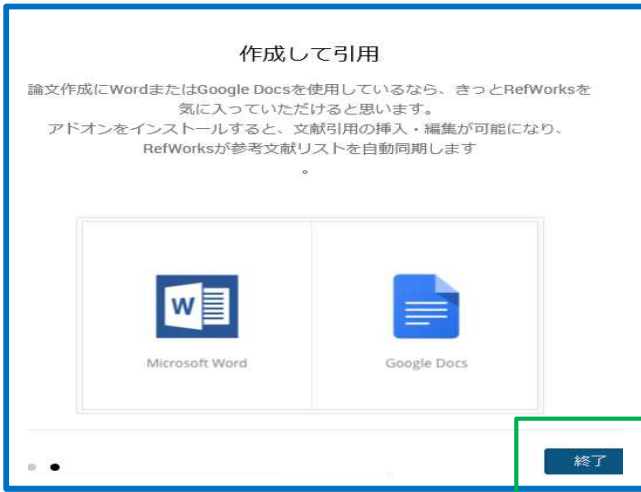 作成して引用
論文作成にWordまたはGoogle Docsを使用しているなら、きっとRefWorksを
気に入っていただけると思います。
アドオンをインストールすると、文献引用の挿入・編集が可能になり、
RefWorksが参考文献リストを自動同期します
。
W
Microsoft Word
Google Docs
終了